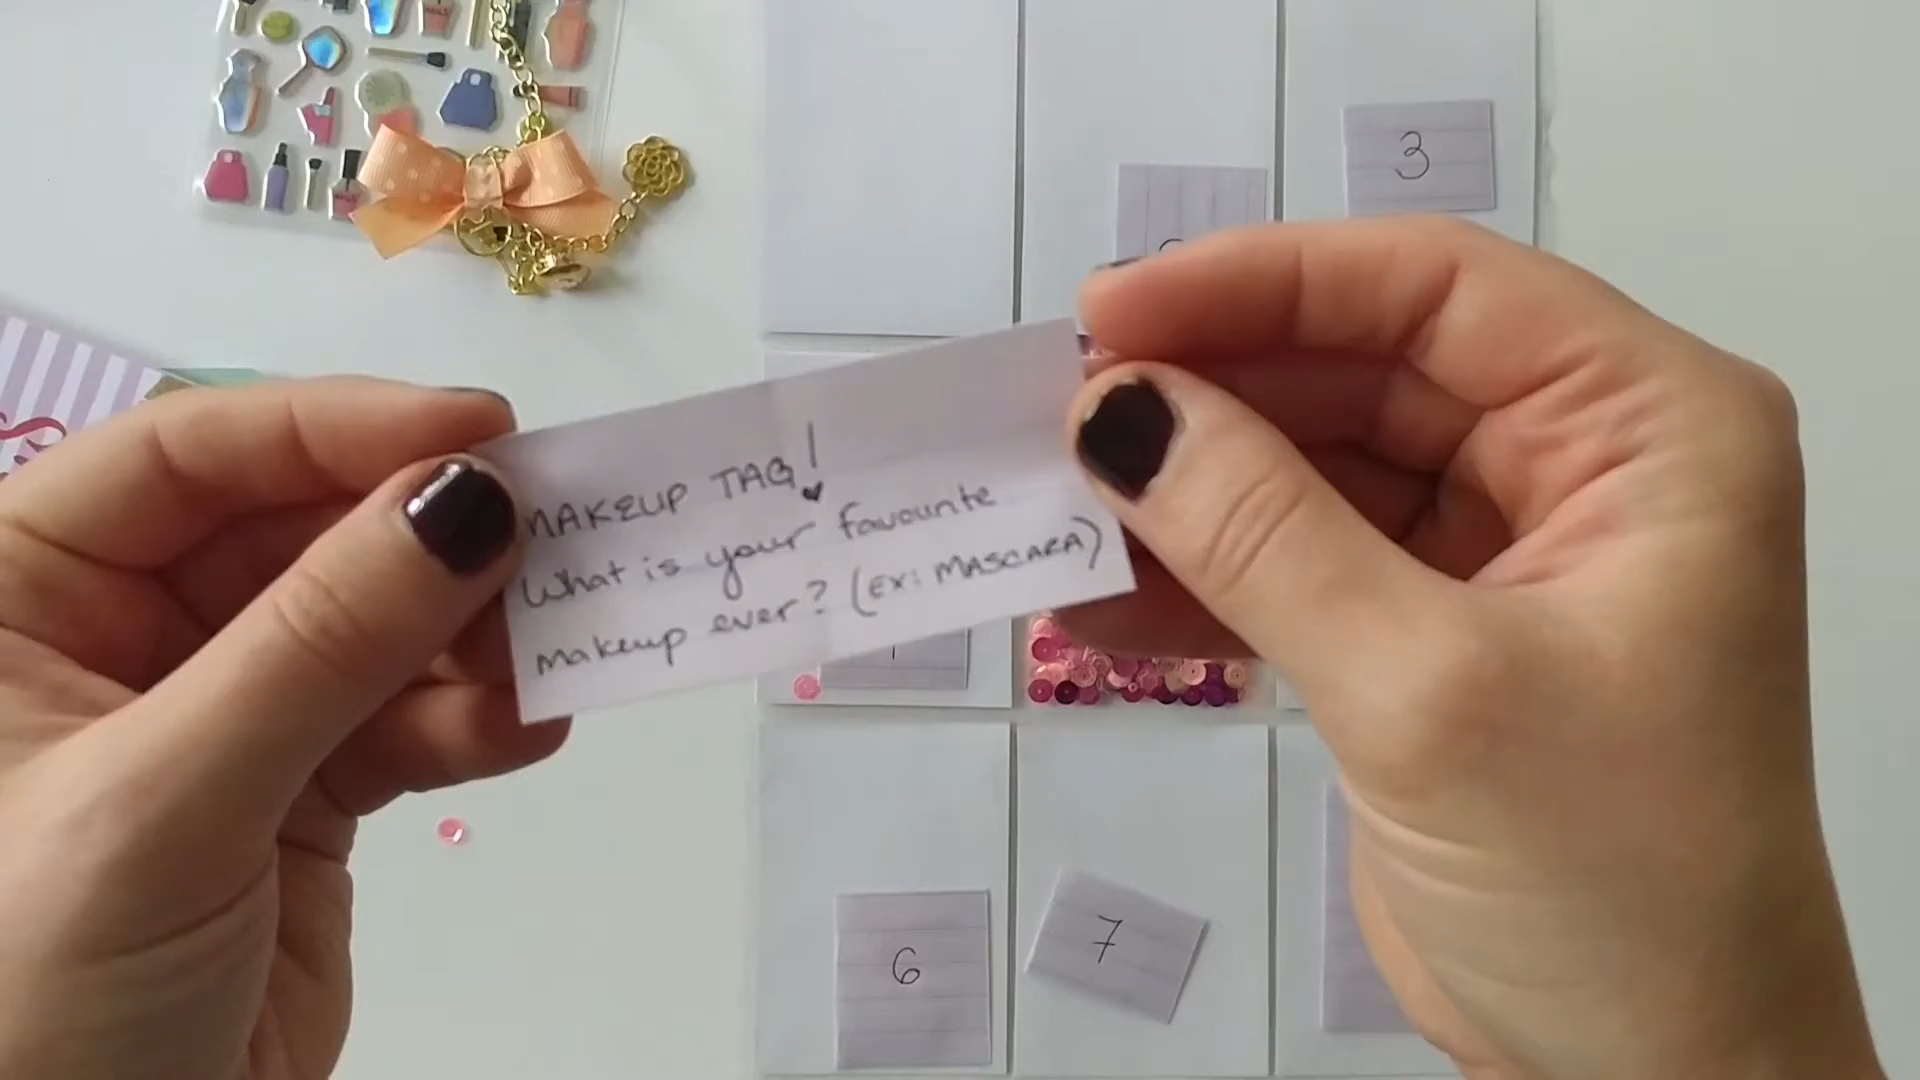 3
MAKEUP TAG!
What is your favourite
makeup ever? (Ex: MASCARA)
6
7